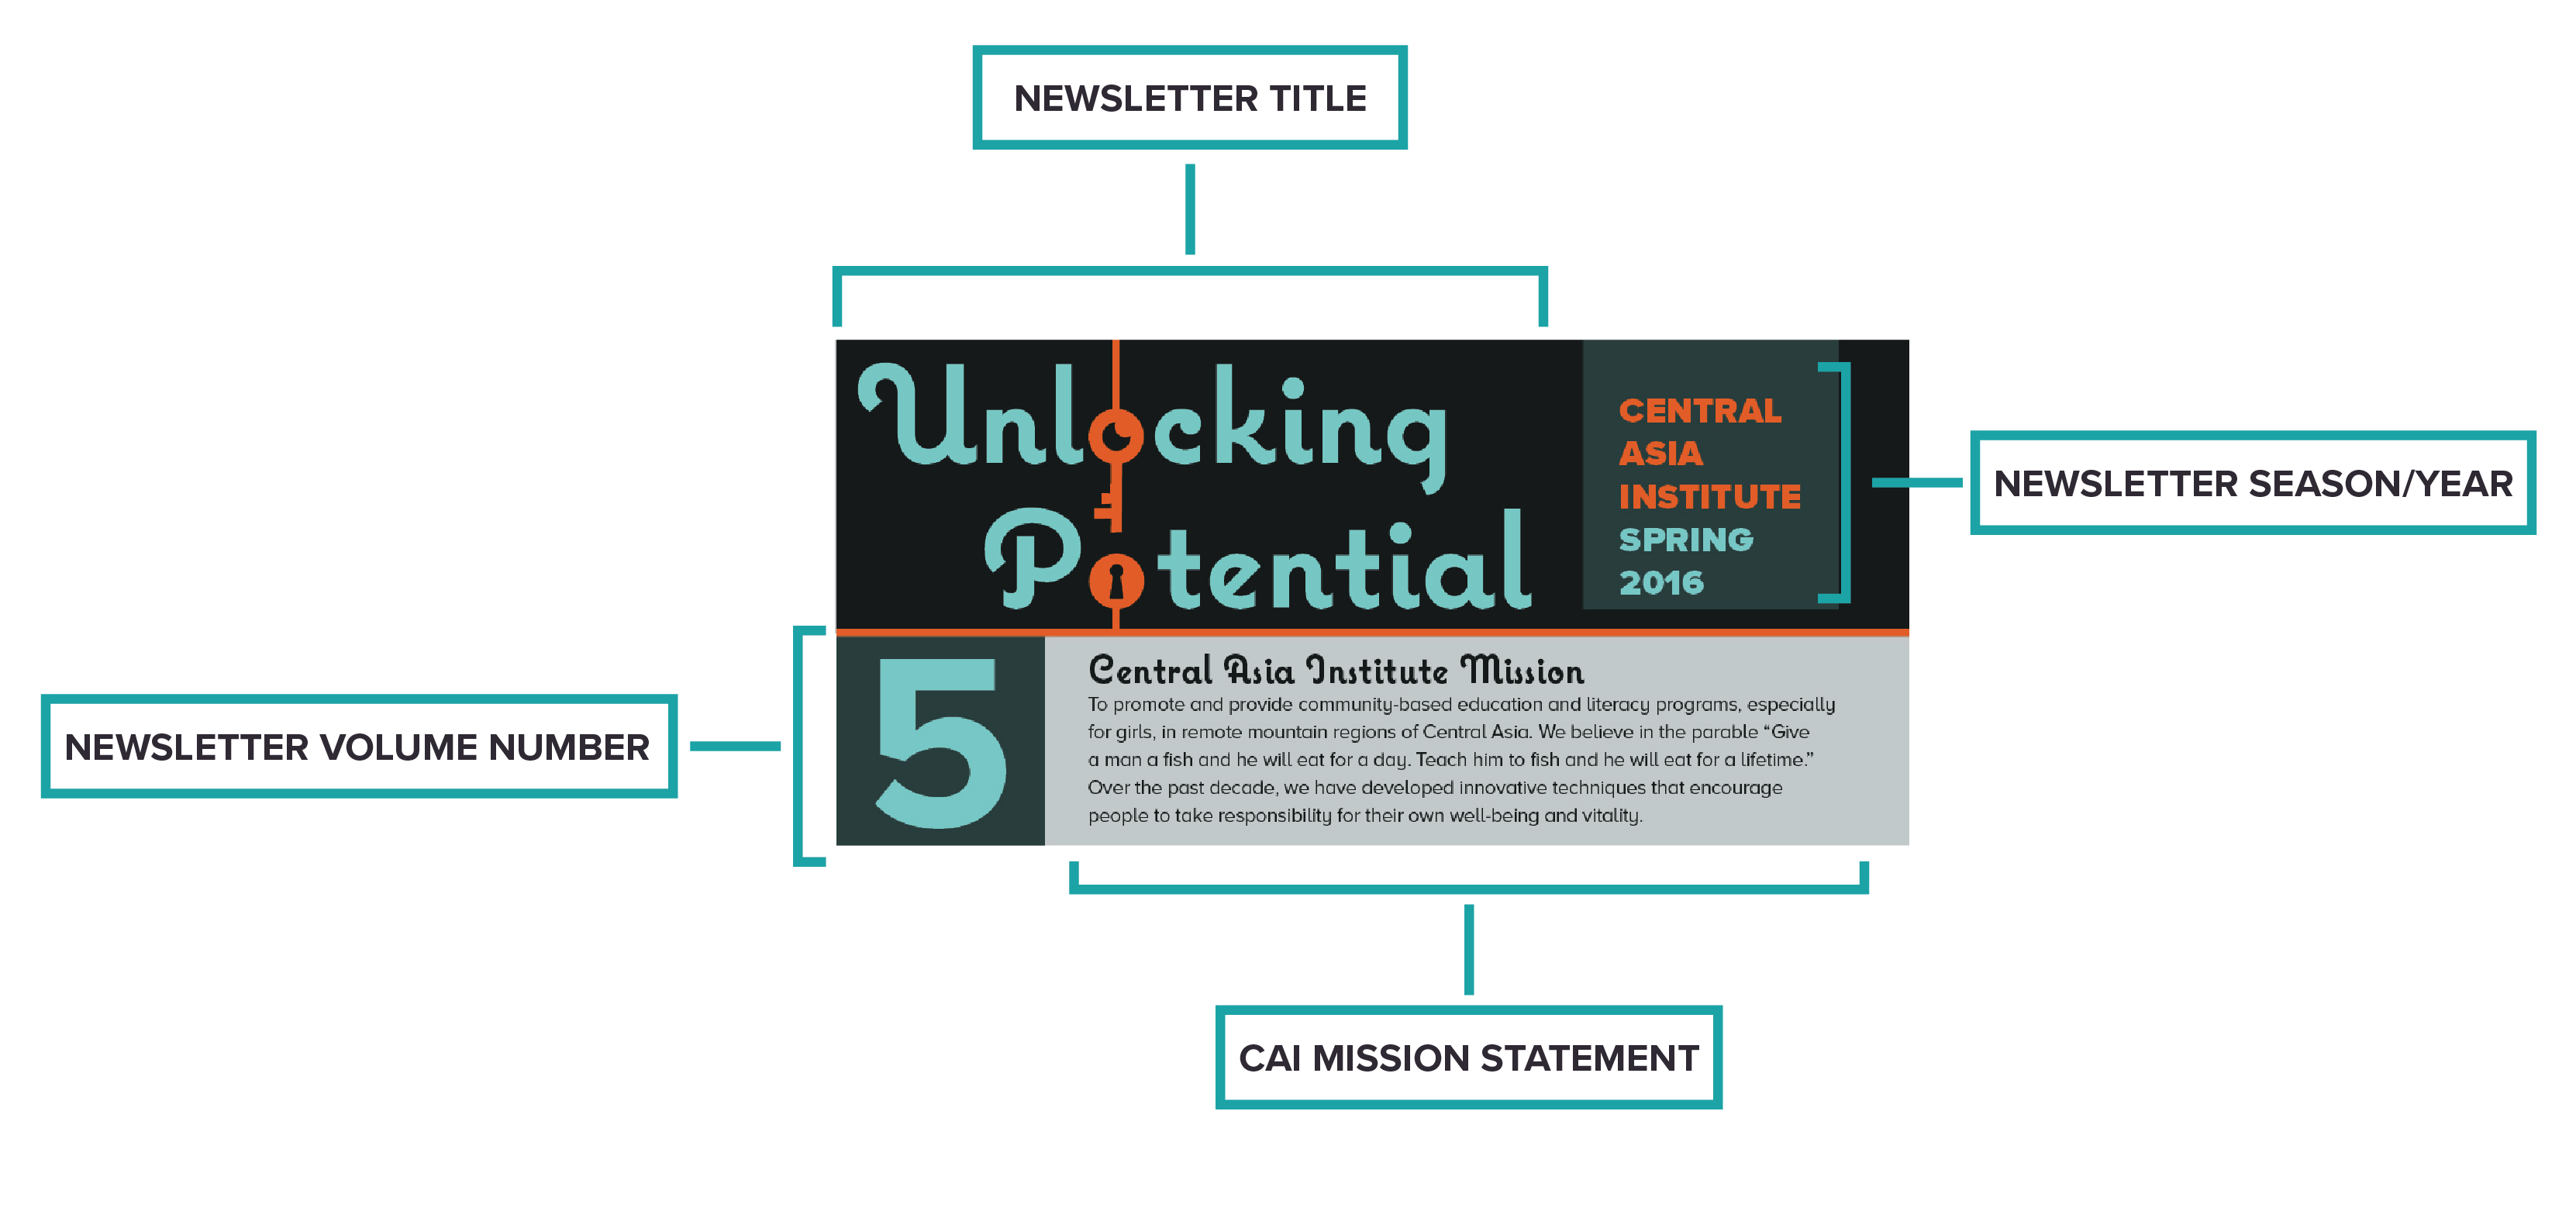 NEWSLETTER TITLE
Unlocking
Potential
CENTRAL
ASIA
INSTITUTE
SPRING
2016
NEWSLETTER SEASON/YEAR
NEWSLETTER VOLUME NUMBER
5
Central Asia Institute Mission
To promote and provide community-based education and literacy programs, especially
for girls, in remote mountain regions of Central Asia. We believe in the parable “Give
a man a fish and he will eat for a day. Teach him to fish and he will eat for a lifetime.”
Over the past decade, we have developed innovative techniques that encourage
people to take responsibility for their own well-being and vitality.
CAI MISSION STATEMENT